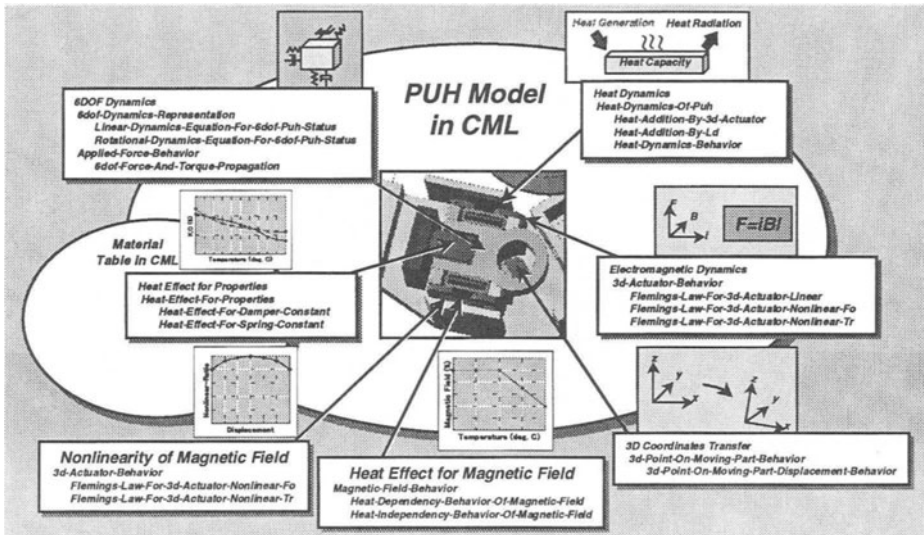 Heat Generation
Heat Radiation
Heat Capacity
PUH Model
in CML
6DOF Dynamics
6dof-Dynamics-Representation
Linear-Dynamics-Equation-For-6dof-Puh-Status
Rotational-Dynamics-Equation-For-6dof-Puh-Status
Applied-Force-Behavior
6dof-Force-And-Torque-Propagation
Heat Dynamics
Heat-Dynamics-Of-Puh
Heat-Addition-By-3d-Actuator
Heat-Addition-By-Ld
Heat-Dynamics-Behavior
Material
Table in CML
Temperature (deg. C)
F
B
i
F=iBl
Heat Effect for Properties
Heat-Effect-For-Properties
Heat-Effect-For-Damper-Constant
Heat-Effect-For-Spring-Constant
Electromagnetic Dynamics
3d-Actuator-Behavior
Flemings-Law-For-3d-Actuator-Linear
Flemings-Law-For-3d-Actuator-Nonlinear-Fo
Flemings-Law-For-3d-Actuator-Nonlinear-Tr
Nonlinear-Ratio
Displacement
Magnetic Field (%)
Temperature (deg. C)
z
y
x
z
y
x
Nonlinearity of Magnetic Field
3d-Actuator-Behavior
Flemings-Law-For-3d-Actuator-Nonlinear-Fo
Flemings-Law-For-3d-Actuator-Nonlinear-Tr
Heat Effect for Magnetic Field
Magnetic-Field-Behavior
Heat-Dependency-Behavior-Of-Magnetic-Field
Heat-Independency-Behavior-Of-Magnetic-Field
3D Coordinates Transfer
3d-Point-On-Moving-Part-Behavior
3d-Point-On-Moving-Part-Displacement-Behavior